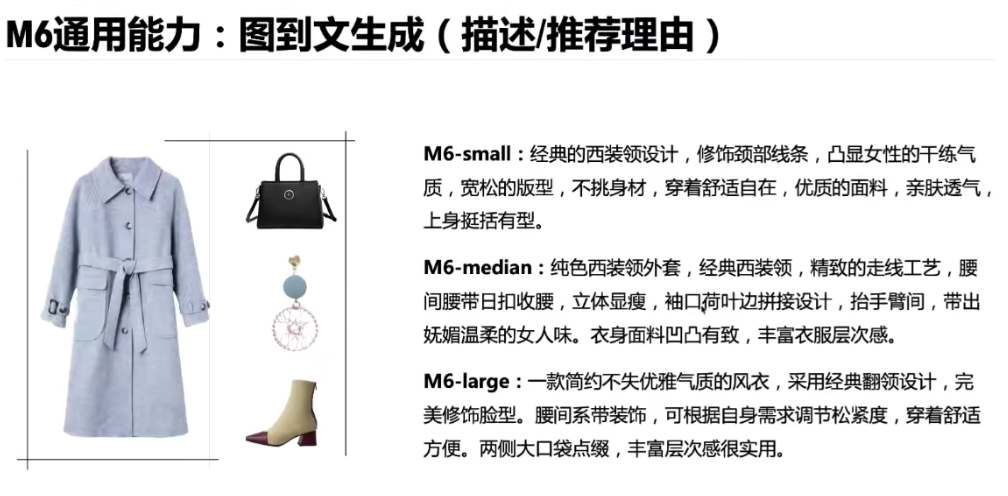 M6通用能力：图到文生成（描述/推荐理由）
M6-small：经典的西装领设计，修饰颈部线条，凸显女性的干练气
质，宽松的版型，不挑身材，穿着舒适自在，优质的面料，亲肤透气，
上身挺括有型。
M6-median：纯色西装领外套，经典西装领，精致的走线工艺，腰
间腰带日扣收腰，立体显瘦，袖口荷叶边拼接设计，抬手臂间，带出
妩媚温柔的女人味。衣身面料凹凸有致，丰富衣服层次感。
M6-large：一款简约不失优雅气质的风衣，采用经典翻领设计，完
美修饰脸型。腰间系带装饰，可根据自身需求调节松紧度，穿着舒适
方便。两侧大口袋点缀，丰富层次感很实用。